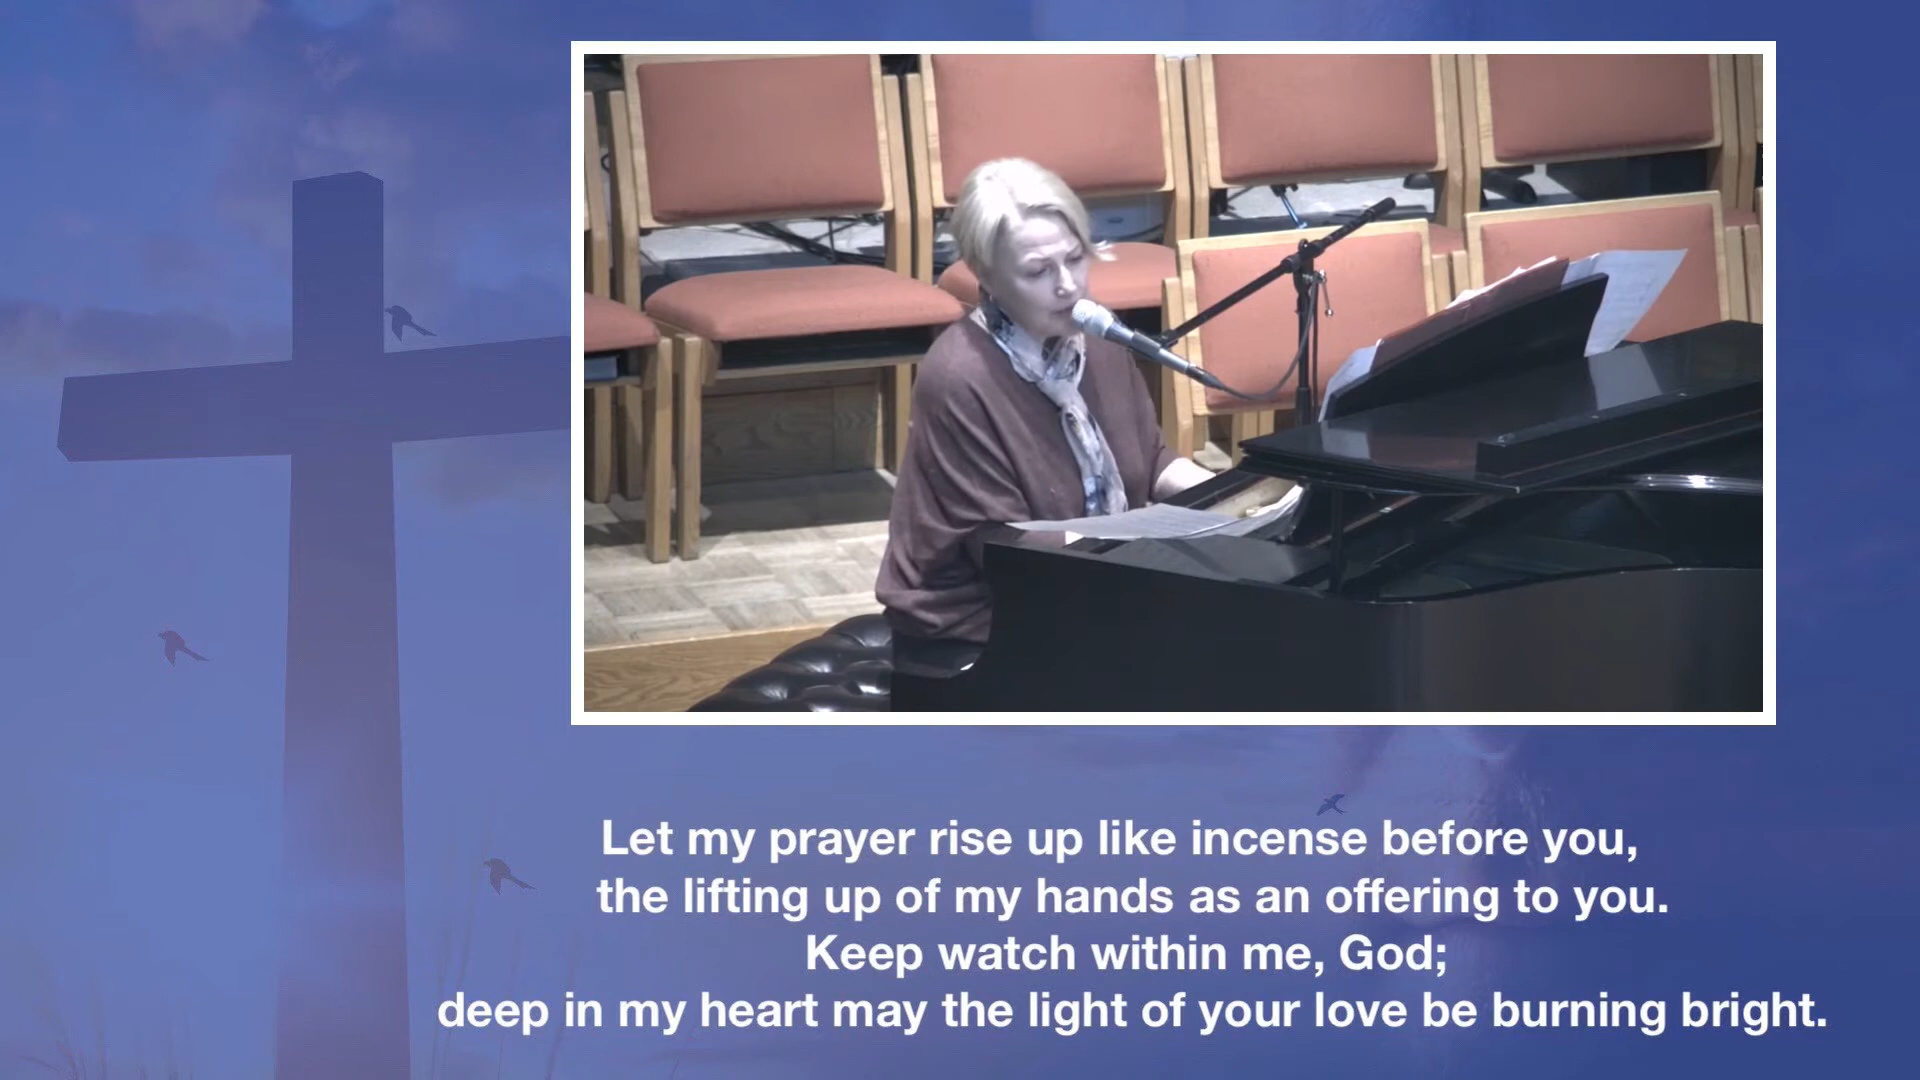 Let my prayer rise up like incense before you,
the lifting up of my hands as an offering to you.
Keep watch within me, God;
deep in my heart may the light of your love be burning bright.